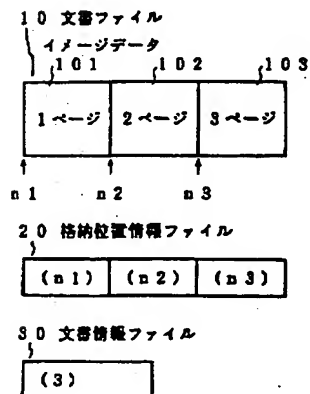 10 文書ファイル
イメージデータ
101 102 103
1ページ 2ページ 3ページ
n1 n2 n3
20 格納位置情報ファイル
(n1) (n2) (n3)
30 文書情報ファイル
(3)